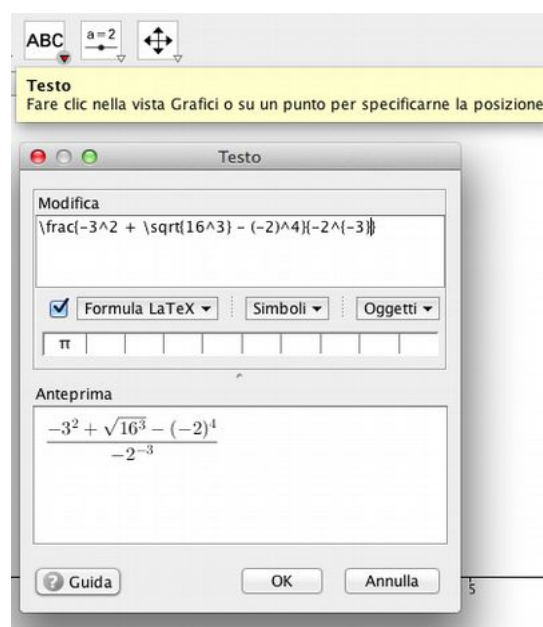 ABC a=2
Testo
Fare clic nella vista Grafici o su un punto per specificarne la posizione
Testo
Modifica
\frac{-3^2 + \sqrt{16^3} - (-2)^4}{-2^{-3}}
Formula LaTeX Simboli Oggetti
π
Anteprima
−3² + √16³ − (−2)⁴
−2⁻³
? Guida OK Annulla
5